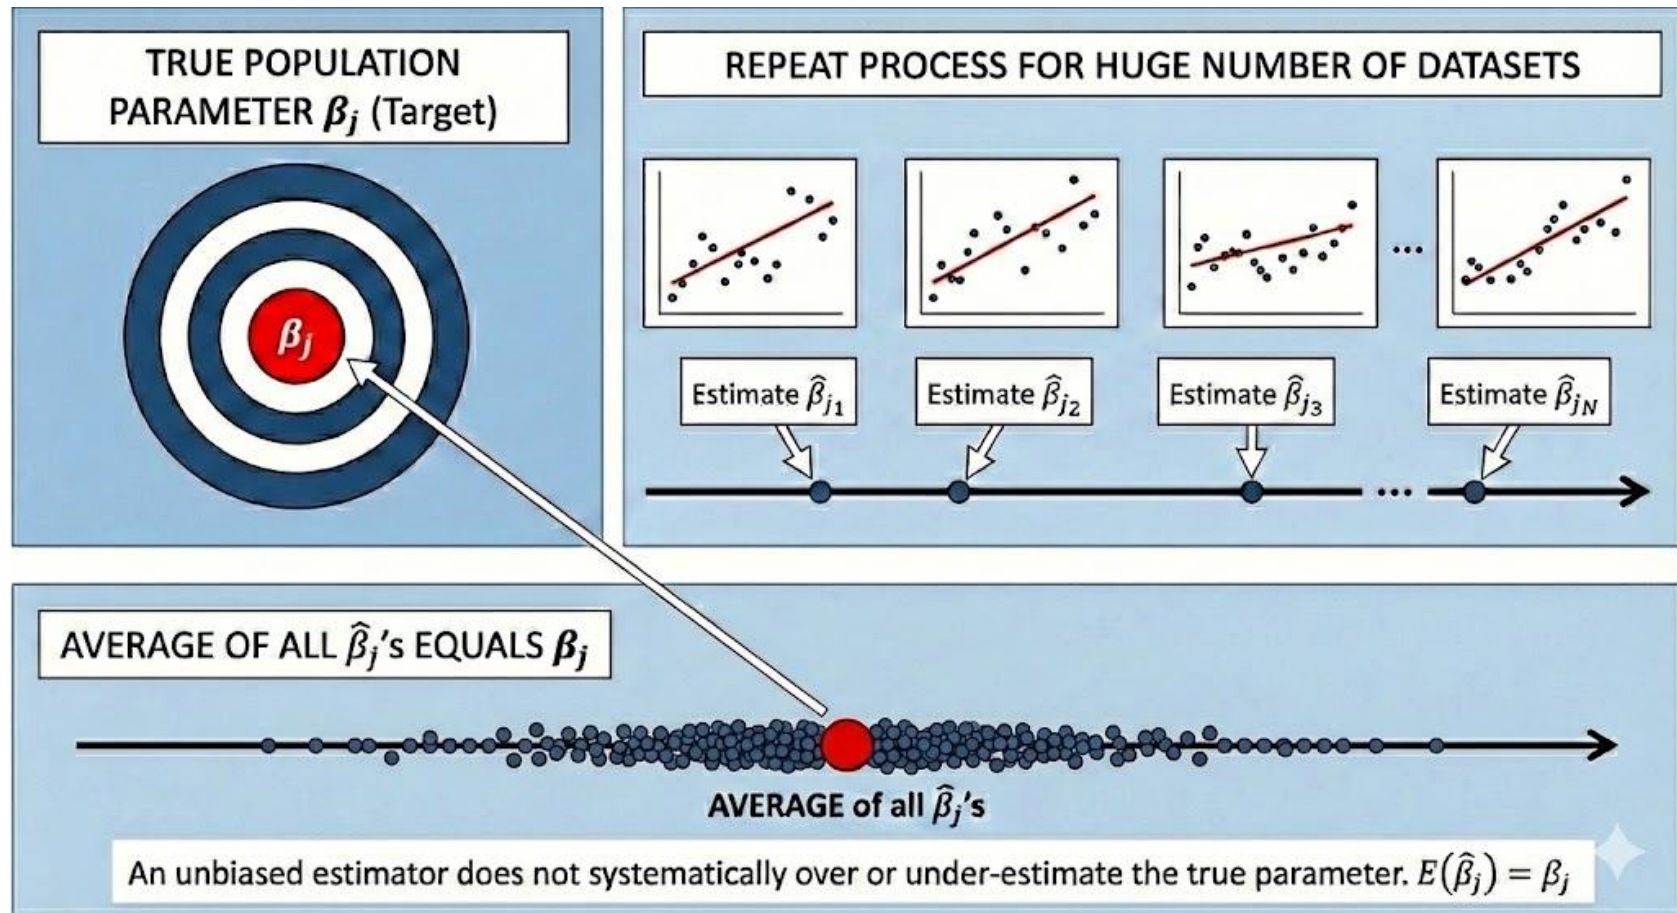 TRUE POPULATION
PARAMETER βⱼ (Target)
βⱼ
REPEAT PROCESS FOR HUGE NUMBER OF DATASETS
...
Estimate β̂ⱼ₁
Estimate β̂ⱼ₂
Estimate β̂ⱼ₃
Estimate β̂ⱼN
...
AVERAGE OF ALL β̂ⱼ's EQUALS βⱼ
AVERAGE of all β̂ⱼ's
An unbiased estimator does not systematically over or under-estimate the true parameter. E(β̂ⱼ) = βⱼ